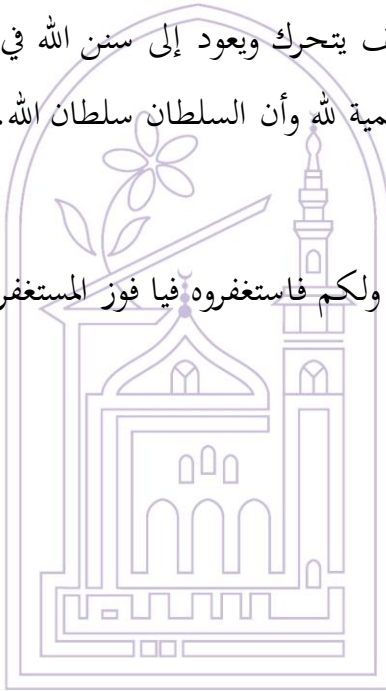 ف يتحرك ويعود إلى سنن الله في
مية لله وأن السلطان سلطان الله.
ولكم فاستغفروه فيا فوز المستغفر